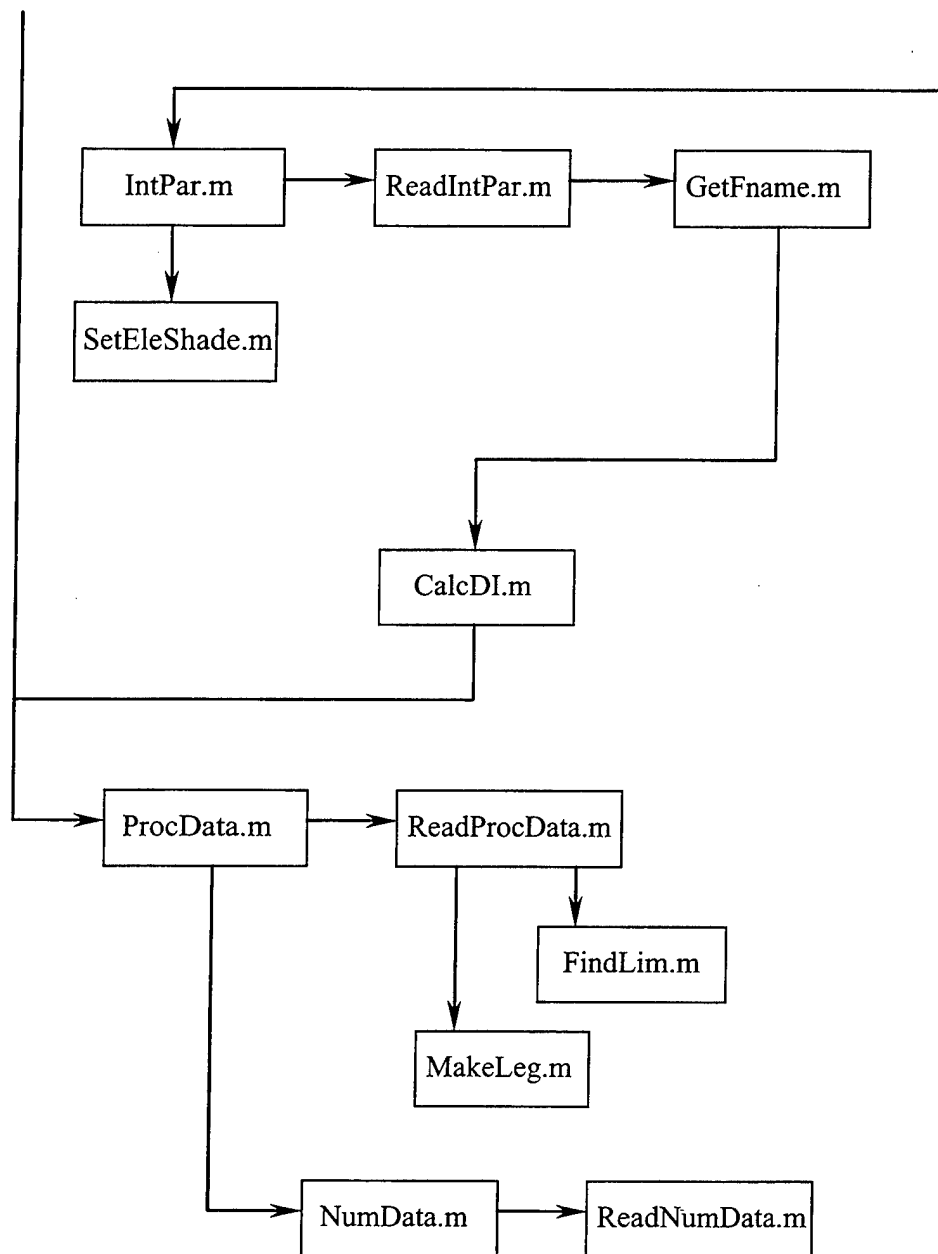 IntPar.m
ReadIntPar.m
GetFname.m
SetEleShade.m
CalcDI.m
ProcData.m
ReadProcData.m
FindLim.m
MakeLeg.m
NumData.m
ReadNumData.m